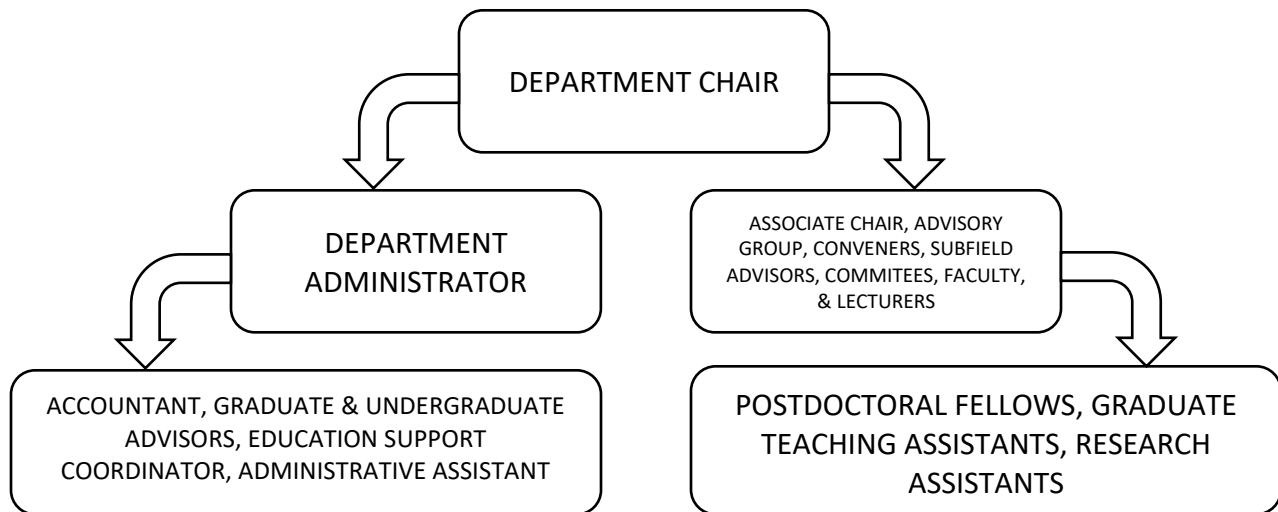 DEPARTMENT CHAIR
DEPARTMENT
ADMINISTRATOR
ASSOCIATE CHAIR, ADVISORY
GROUP, CONVENERS, SUBFIELD
ADVISORS, COMMITEES, FACULTY,
& LECTURERS
ACCOUNTANT, GRADUATE & UNDERGRADUATE
ADVISORS, EDUCATION SUPPORT
COORDINATOR, ADMINISTRATIVE ASSISTANT
POSTDOCTORAL FELLOWS, GRADUATE
TEACHING ASSISTANTS, RESEARCH
ASSISTANTS